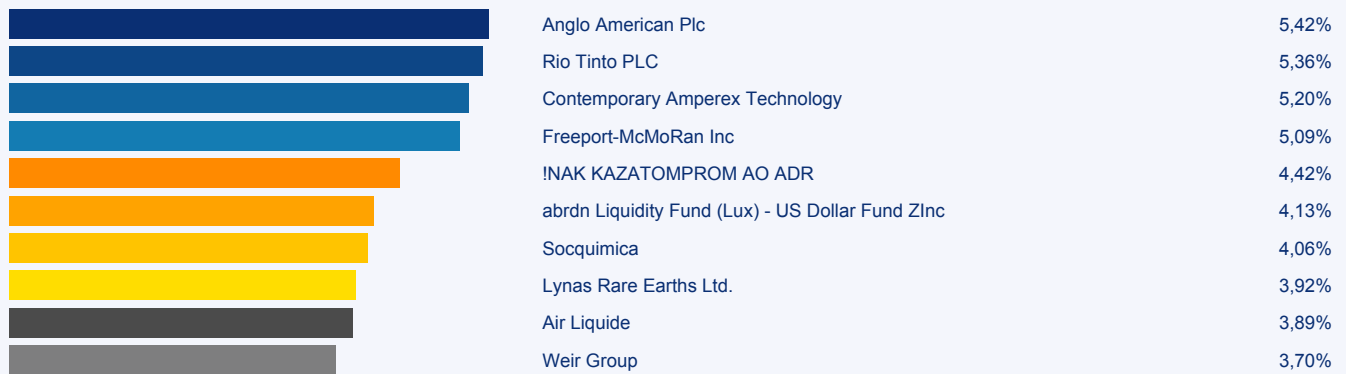 Anglo American Plc 5,42%
Rio Tinto PLC 5,36%
Contemporary Amperex Technology 5,20%
Freeport-McMoRan Inc 5,09%
!NAK KAZATOMPROM AO ADR 4,42%
abrdn Liquidity Fund (Lux) - US Dollar Fund ZInc 4,13%
Socquimica 4,06%
Lynas Rare Earths Ltd. 3,92%
Air Liquide 3,89%
Weir Group 3,70%